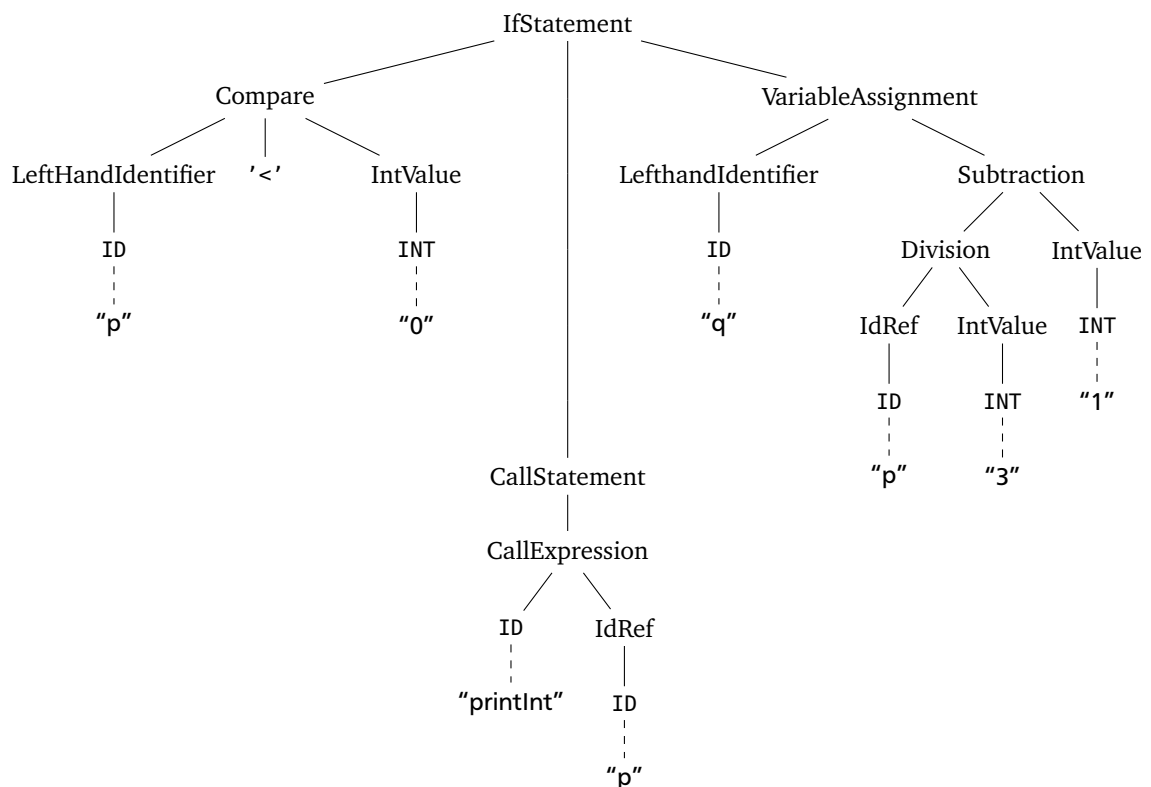 IfStatement
Compare VariableAssignment
LeftHandIdentifier '<' IntValue LefthandIdentifier Subtraction
ID INT ID Division IntValue
“p” “0” “q” IdRef IntValue INT
ID INT “1”
CallStatement “p” “3”
CallExpression
ID IdRef
“printInt” ID
“p”